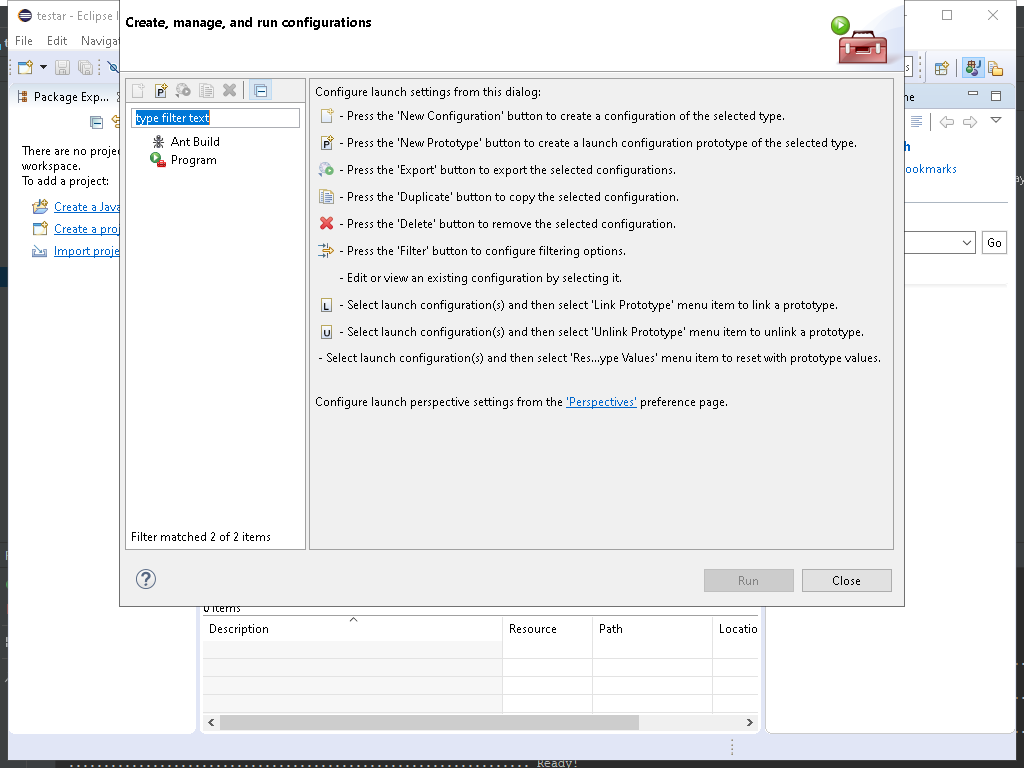 testar - Eclipse I
File Edit Naviga
Create, manage, and run configurations
Package Exp...
There are no proje
workspace.
To add a project:
Create a Java
Create a proj
Import proje
type filter text
Ant Build
Program
Filter matched 2 of 2 items
Configure launch settings from this dialog:
- Press the 'New Configuration' button to create a configuration of the selected type.
P - Press the 'New Prototype' button to create a launch configuration prototype of the selected type.
- Press the 'Export' button to export the selected configurations.
- Press the 'Duplicate' button to copy the selected configuration.
- Press the 'Delete' button to remove the selected configuration.
- Press the 'Filter' button to configure filtering options.
- Edit or view an existing configuration by selecting it.
L - Select launch configuration(s) and then select 'Link Prototype' menu item to link a prototype.
U - Select launch configuration(s) and then select 'Unlink Prototype' menu item to unlink a prototype.
- Select launch configuration(s) and then select 'Res...ype Values' menu item to reset with prototype values.
Configure launch perspective settings from the 'Perspectives' preference page.
?
Run
Close
ne
h
ookmarks
Go
0 items
Description Resource Path Locatio
Ready!